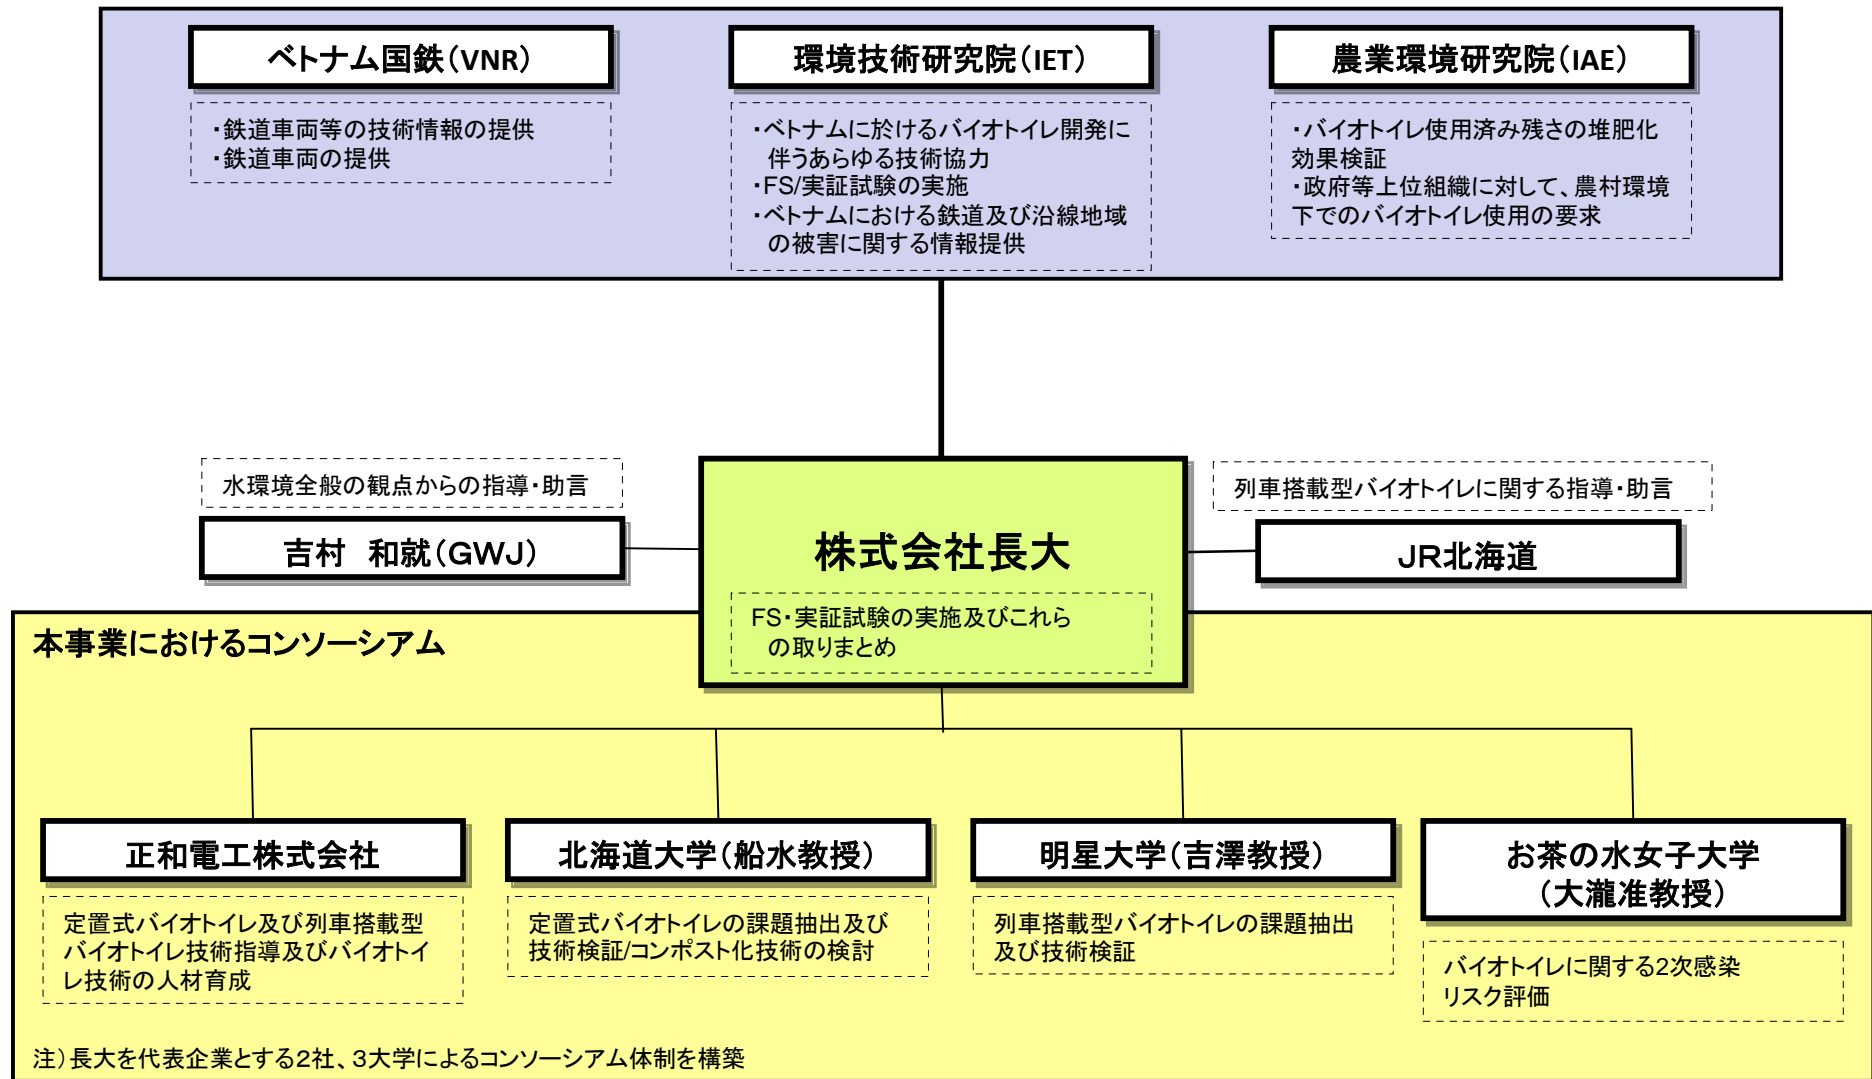 ベトナム国鉄(VNR)
・鉄道車両等の技術情報の提供
・鉄道車両の提供
環境技術研究院(IET)
・ベトナムに於けるバイオトイレ開発に
伴うあらゆる技術協力
・FS/実証試験の実施
・ベトナムにおける鉄道及び沿線地域
の被害に関する情報提供
農業環境研究院(IAE)
・バイオトイレ使用済み残さの堆肥化
効果検証
・政府等上位組織に対して、農村環境
下でのバイオトイレ使用の要求
水環境全般の観点からの指導・助言
吉村　和就(GWJ)
株式会社長大
FS・実証試験の実施及びこれら
の取りまとめ
列車搭載型バイオトイレに関する指導・助言
JR北海道
本事業におけるコンソーシアム
正和電工株式会社
定置式バイオトイレ及び列車搭載型
バイオトイレ技術指導及びバイオトイ
レ技術の人材育成
北海道大学(船水教授)
定置式バイオトイレの課題抽出及び
技術検証/コンポスト化技術の検討
明星大学(吉澤教授)
列車搭載型バイオトイレの課題抽出
及び技術検証
お茶の水女子大学
(大瀧准教授)
バイオトイレに関する2次感染
リスク評価
注）長大を代表企業とする2社、3大学によるコンソーシアム体制を構築